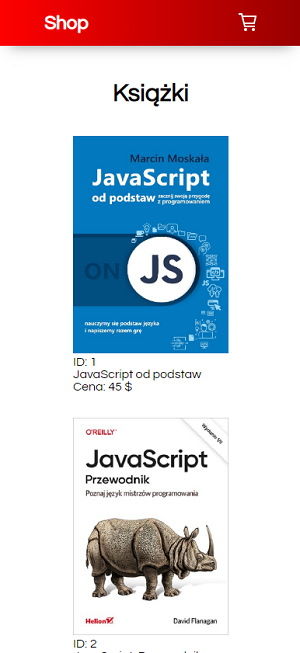 Shop
Książki
Marcin Moskała
JavaScript
od podstaw
zacznij swoją przygodę
z programowaniem
ON JS
JS
nauczymy się podstaw języka
i napiszemy razem grę
ID: 1
JavaScript od podstaw
Cena: 45 $
O'REILLY
Wydanie VII
JavaScript
Przewodnik
Poznaj język mistrzów programowania
Helion
David Flanagan
ID: 2